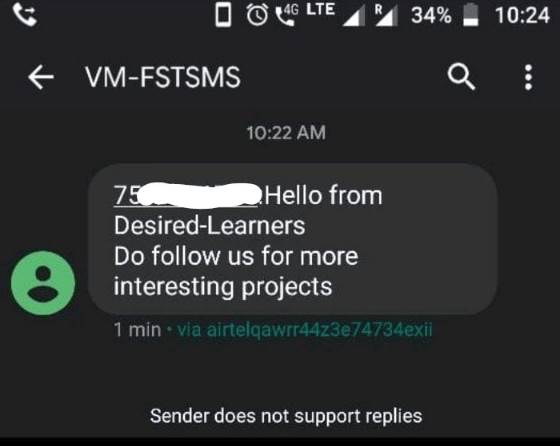 4G LTE R 34% 10:24
VM-FSTSMS
10:22 AM
75 Hello from
Desired-Learners
Do follow us for more
interesting projects
1 min • via airtelqawrr44z3e74734exii
Sender does not support replies